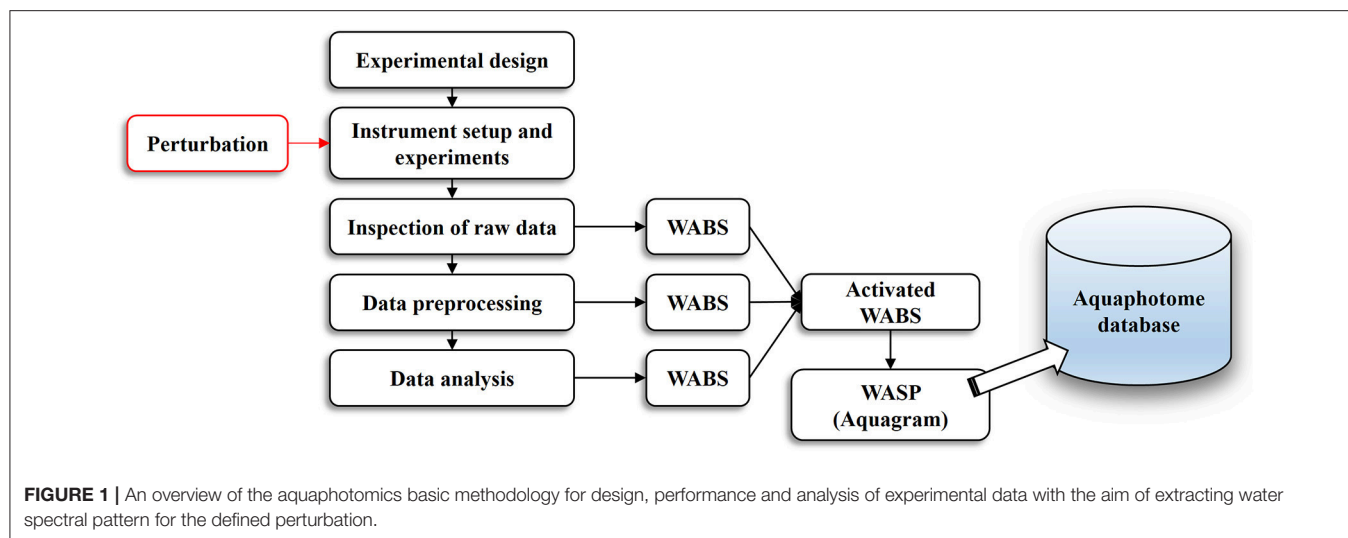 Experimental design
Perturbation
Instrument setup and
experiments
Inspection of raw data
WABS
Data preprocessing
WABS
Data analysis
WABS
Activated
WABS
WASP
(Aquagram)
Aquaphotome
database
FIGURE 1 | An overview of the aquaphotomics basic methodology for design, performance and analysis of experimental data with the aim of extracting water
spectral pattern for the defined perturbation.